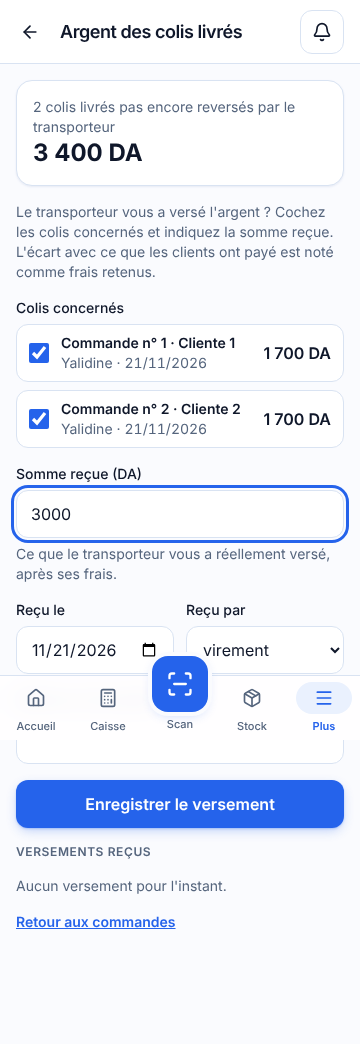 Argent des colis livrés
2 colis livrés pas encore reversés par le
transporteur
3 400 DA
Le transporteur vous a versé l'argent ? Cochez
les colis concernés et indiquez la somme reçue.
L'écart avec ce que les clients ont payé est noté
comme frais retenus.
Colis concernés
Commande n° 1 · Cliente 1
Yalidine · 21/11/2026
1 700 DA
Commande n° 2 · Cliente 2
Yalidine · 21/11/2026
1 700 DA
Somme reçue (DA)
3000
Ce que le transporteur vous a réellement versé,
après ses frais.
Reçu le
Reçu par
11/21/2026
virement
Accueil
Caisse
Scan
Stock
Plus
Enregistrer le versement
VERSEMENTS REÇUS
Aucun versement pour l'instant.
Retour aux commandes